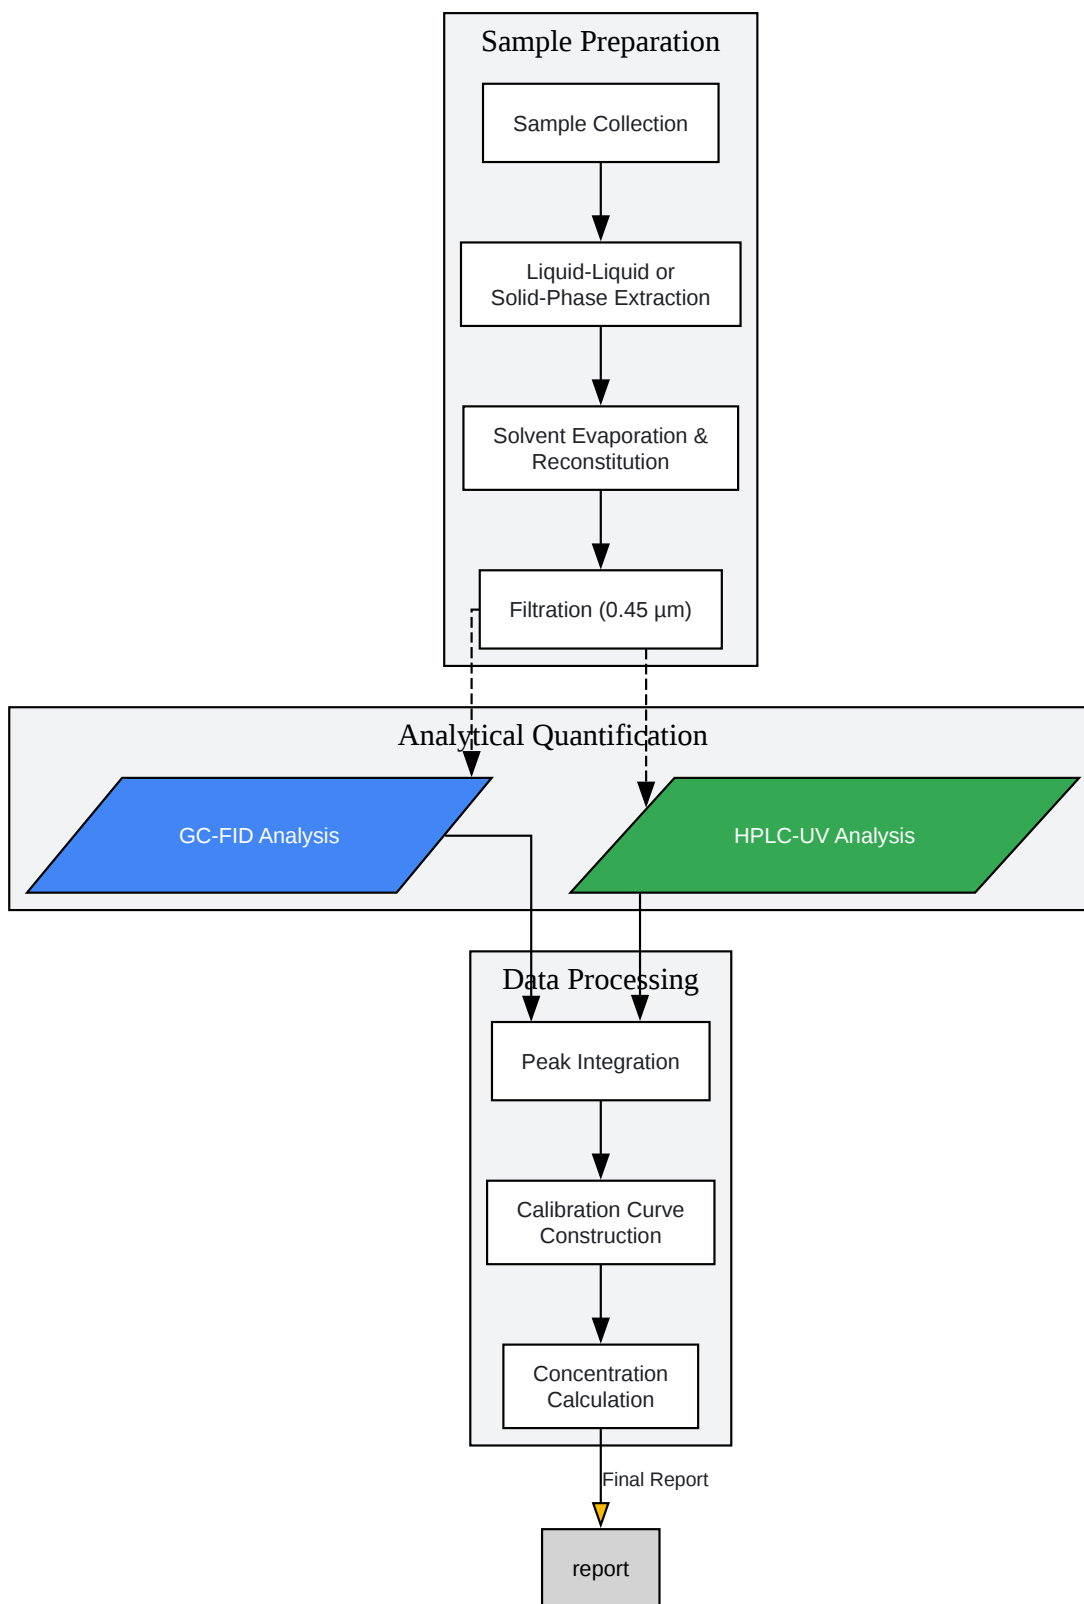 Sample Preparation
Sample Collection
Liquid-Liquid or
Solid-Phase Extraction
Solvent Evaporation &
Reconstitution
Filtration (0.45 µm)
Analytical Quantification
GC-FID Analysis
HPLC-UV Analysis
Data Processing
Peak Integration
Calibration Curve
Construction
Concentration
Calculation
Final Report
report